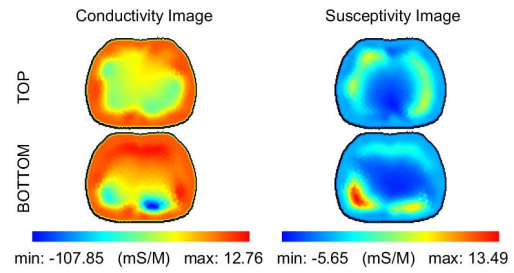 Conductivity Image
Susceptivity Image
TOP
BOTTOM
min: -107.85 (mS/M) max: 12.76
min: -5.65 (mS/M) max: 13.49